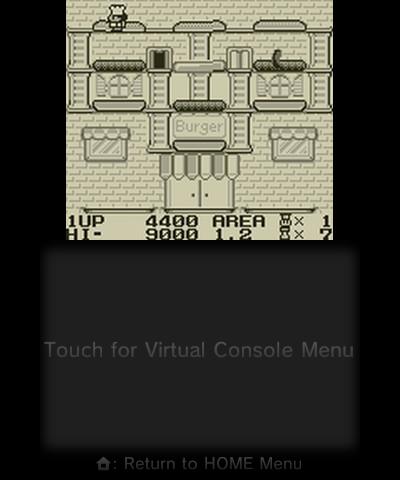 Burger
1UP 4400 AREA × 1
HI- 9000 1.2 × 7
Touch for Virtual Console Menu
: Return to HOME Menu